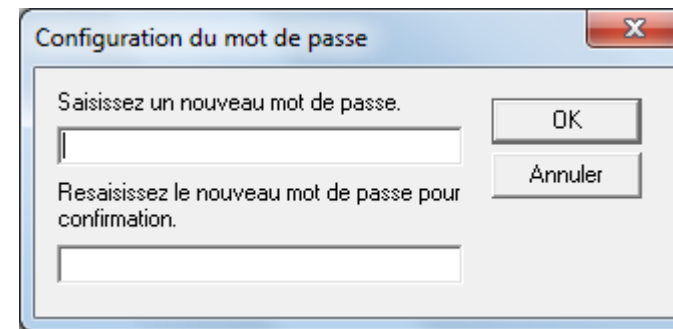 Configuration du mot de passe
Saisissez un nouveau mot de passe.
OK
Annuler
Resaisissez le nouveau mot de passe pour
confirmation.